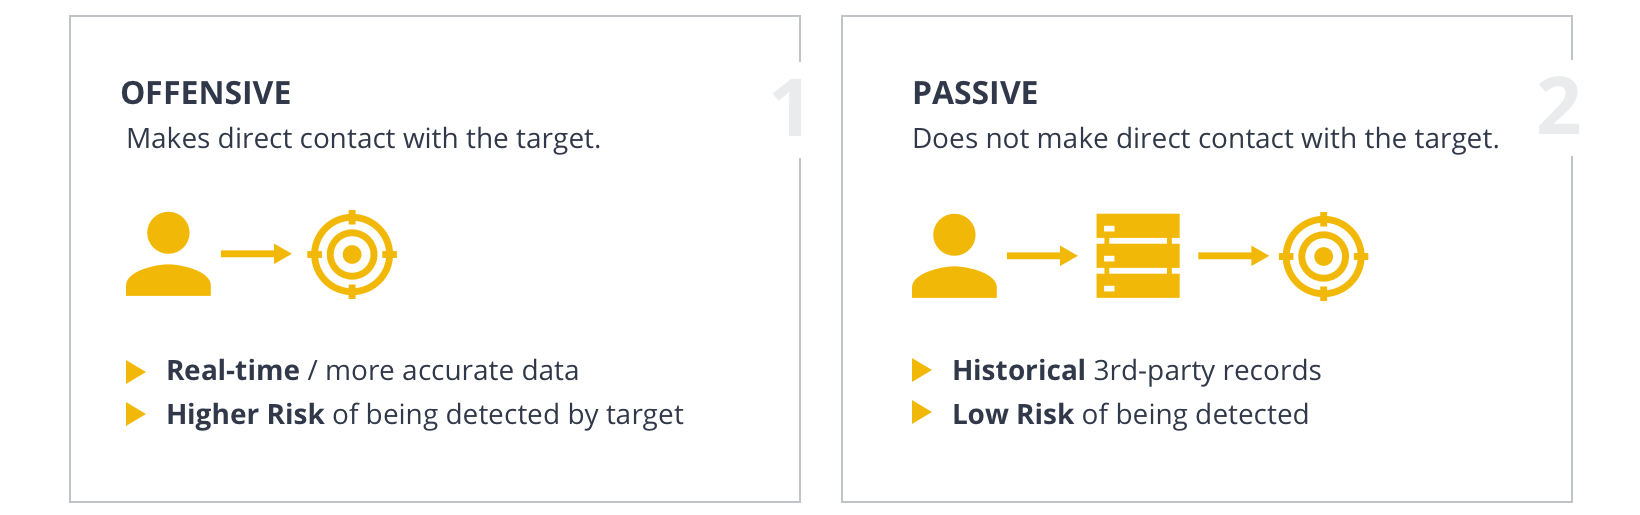 OFFENSIVE
1
Makes direct contact with the target.
Real-time / more accurate data
Higher Risk of being detected by target
PASSIVE
2
Does not make direct contact with the target.
Historical 3rd-party records
Low Risk of being detected